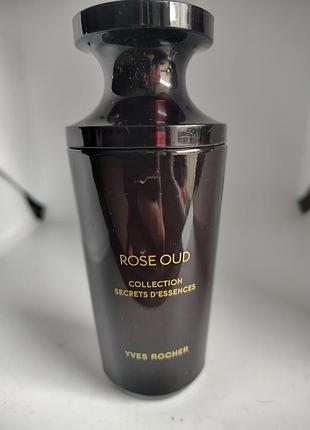 ROSE OUD
COLLECTION
SECRETS D'ESSENCES
YVES ROCHER